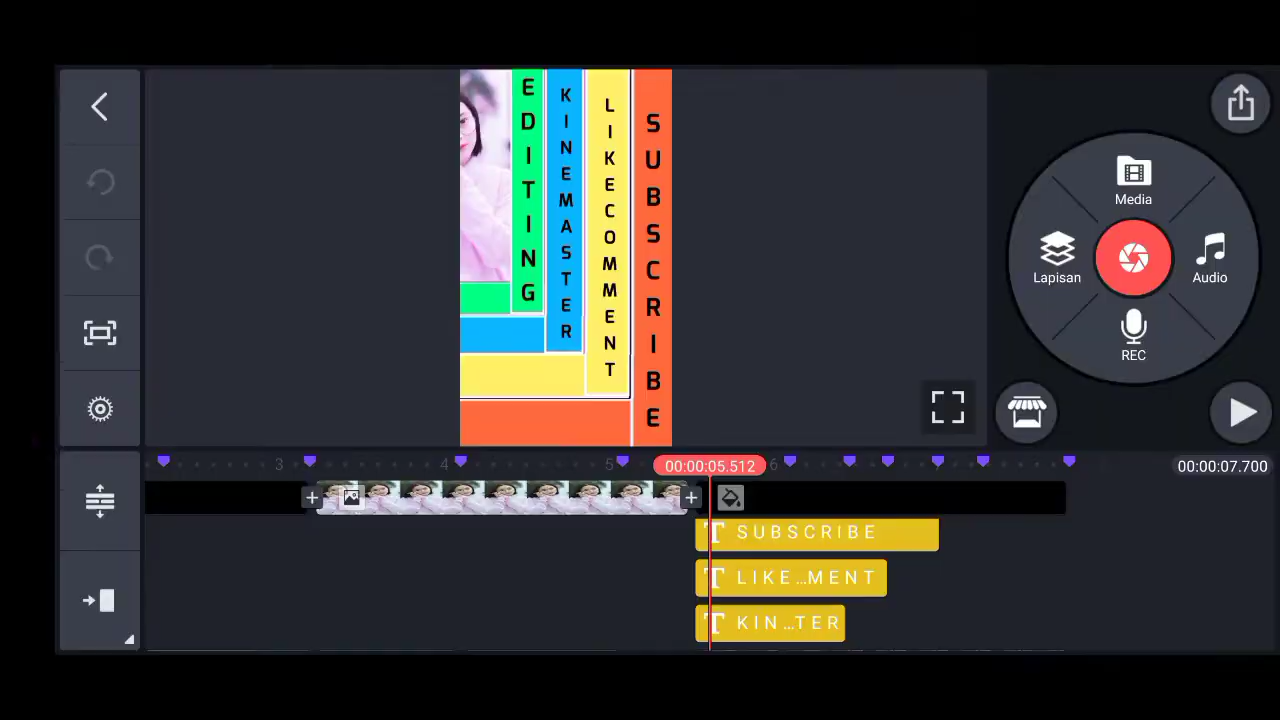 EDITING
KINEMASTER
LIKECOMMENT
SUBSCRIBE
Media
Lapisan
Audio
REC
3
4
5
00:00:05.512
6
00:00:07.700
T SUBSCRIBE
T LIKE...MENT
T KIN...TER